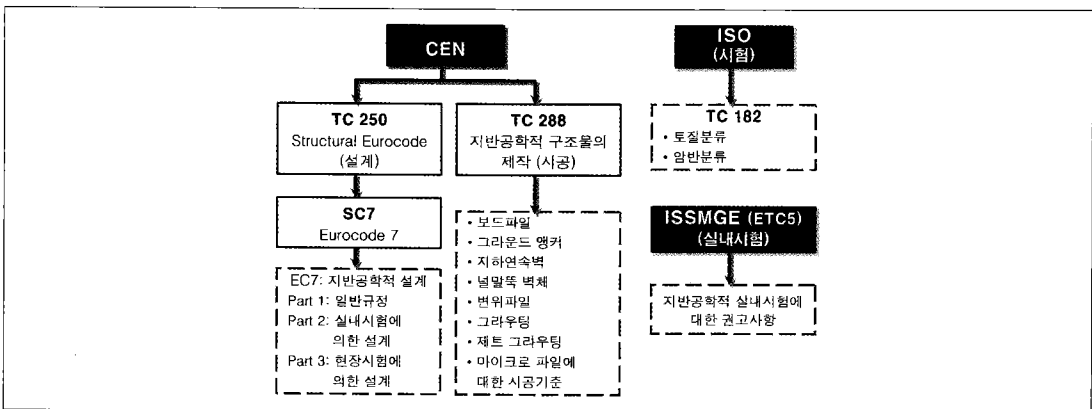 CEN
TC 250
Structural Eurocode
(설계)
SC7
Eurocode 7
EC7: 지반공학적 설계
Part 1: 일반규정
Part 2: 실내시험에
의한 설계
Part 3: 현장시험에
의한 설계
TC 288
지반공학적 구조물의
제작 (시공)
• 보드파일
• 그라운드 앵커
• 지하연속벽
• 널말뚝 벽체
• 변위파일
• 그라우팅
• 제트 그라우팅
• 마이크로 파일에
대한 시공기준
ISO
(시험)
TC 182
• 토질분류
• 암반분류
ISSMGE (ETC5)
(실내시험)
지반공학적 실내시험에
대한 권고사항